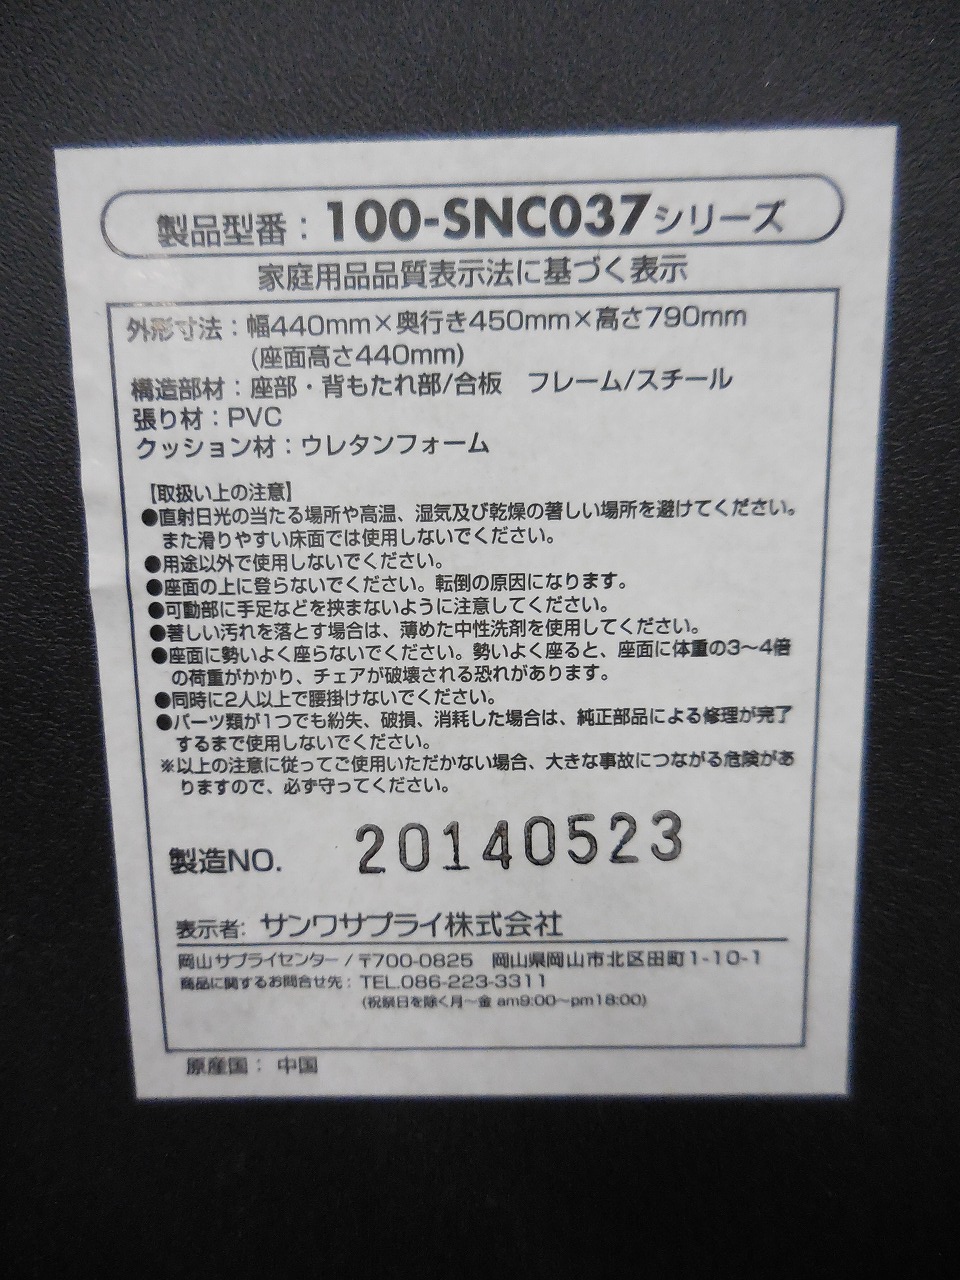 製品型番：100-SNC037シリーズ
家庭用品品質表示法に基づく表示
外形寸法：幅440mm×奥行き450mm×高さ790mm
(座面高さ440mm)
構造部材：座部・背もたれ部/合板　フレーム/スチール
張り材：PVC
クッション材：ウレタンフォーム
【取扱い上の注意】
●直射日光の当たる場所や高温、湿気及び乾燥の著しい場所を避けてください。
また滑りやすい床面では使用しないでください。
●用途以外で使用しないでください。
●座面の上に登らないでください。転倒の原因になります。
●可動部に手足などを挟まないように注意してください。
●著しい汚れを落とす場合は、薄めた中性洗剤を使用してください。
●座面に勢いよく座らないでください。勢いよく座ると、座面に体重の3〜4倍
の荷重がかかり、チェアが破壊される恐れがあります。
●同時に2人以上で腰掛けないでください。
●パーツ類が1つでも紛失、破損、消耗した場合は、純正部品による修理が完了
するまで使用しないでください。
※以上の注意に従ってご使用いただかない場合、大きな事故につながる危険があ
りますので、必ず守ってください。
製造NO. 20140523
表示者: サンワサプライ株式会社
岡山サプライセンター/〒700-0825　岡山県岡山市北区田町1-10-1
商品に関するお問合せ先：TEL.086-223-3311
(祝祭日を除く月〜金 am9:00〜pm18:00)
原産国：中国